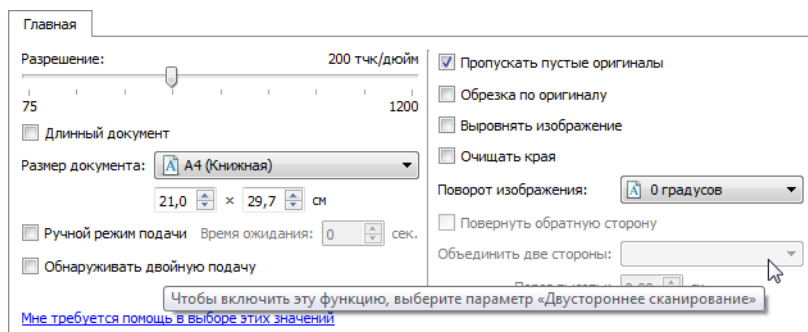 Главная
Разрешение: 200 тчк/дюйм
75 1200
Длинный документ
Размер документа: A4 (Книжная)
21,0 × 29,7 см
Ручной режим подачи Время ожидания: 0 сек.
Обнаруживать двойную подачу
Мне требуется помощь в выборе этих значений
Пропускать пустые оригиналы
Обрезка по оригиналу
Выровнять изображение
Очищать края
Поворот изображения: 0 градусов
Повернуть обратную сторону
Объединить две стороны:
Чтобы включить эту функцию, выберите параметр «Двустороннее сканирование»